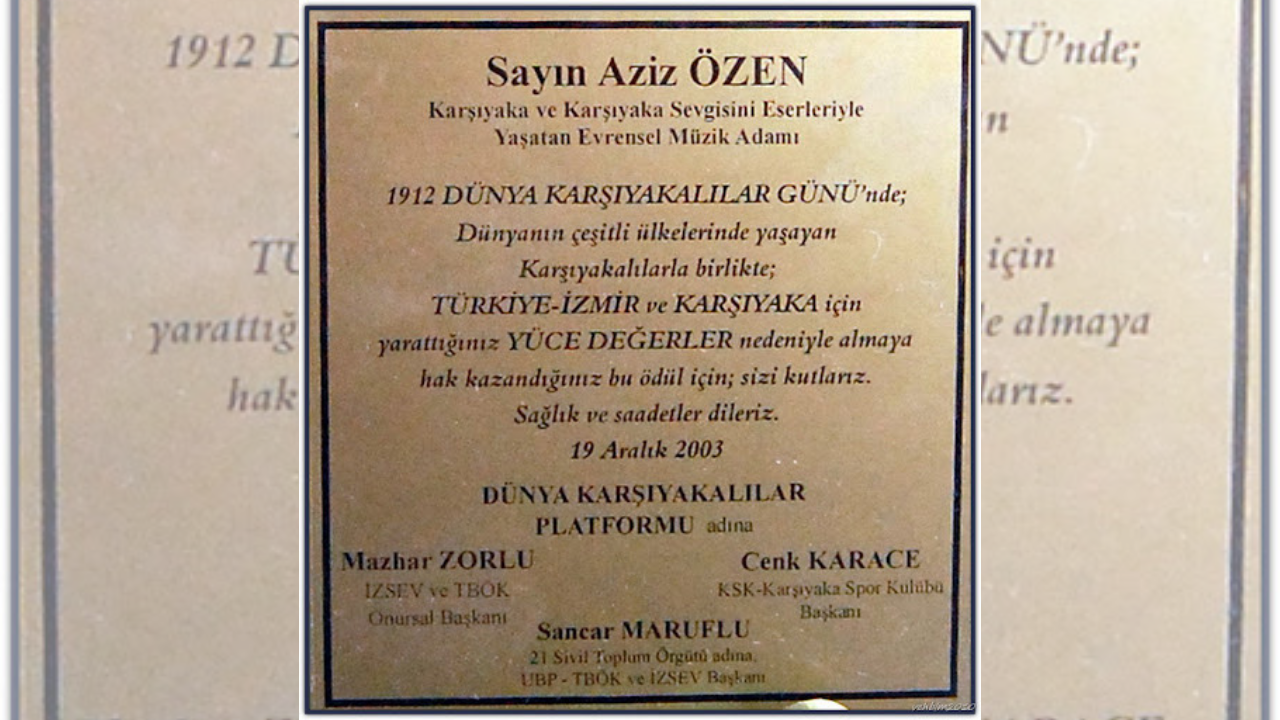 Sayın Aziz ÖZEN
Karşıyaka ve Karşıyaka Sevgisini Eserleriyle
Yaşatan Evrensel Müzik Adamı
1912 DÜNYA KARŞIYAKALILAR GÜNÜ'nde;
Dünyanın çeşitli ülkelerinde yaşayan
Karşıyakalılarla birlikte;
TÜRKİYE-İZMİR ve KARŞIYAKA için
yarattığınız YÜCE DEĞERLER nedeniyle almaya
hak kazandığınız bu ödül için; sizi kutlarız.
Sağlık ve saadetler dileriz.
19 Aralık 2003
DÜNYA KARŞIYAKALILAR
PLATFORMU adına
Mazhar ZORLU
İZSEV ve TBÖK
Onursal Başkanı
Cenk KARACE
KSK-Karşıyaka Spor Kulübü
Başkanı
Sancar MARUFLU
21 Sivil Toplum Örgütü adına,
UBP - TBÖK ve İZSEV Başkanı